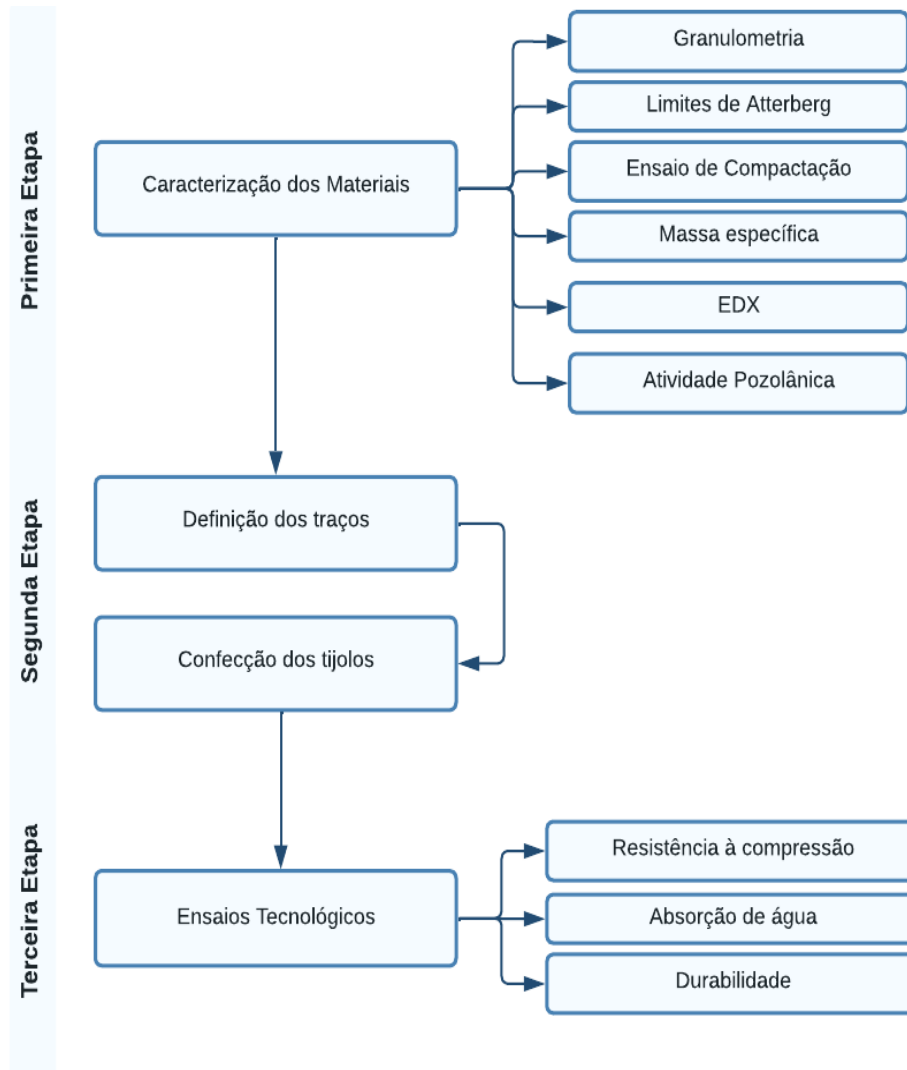 Primeira Etapa
Caracterização dos Materiais
Granulometria
Limites de Atterberg
Ensaio de Compactação
Massa específica
EDX
Atividade Pozolânica
Segunda Etapa
Definição dos traços
Confecção dos tijolos
Terceira Etapa
Ensaios Tecnológicos
Resistência à compressão
Absorção de água
Durabilidade